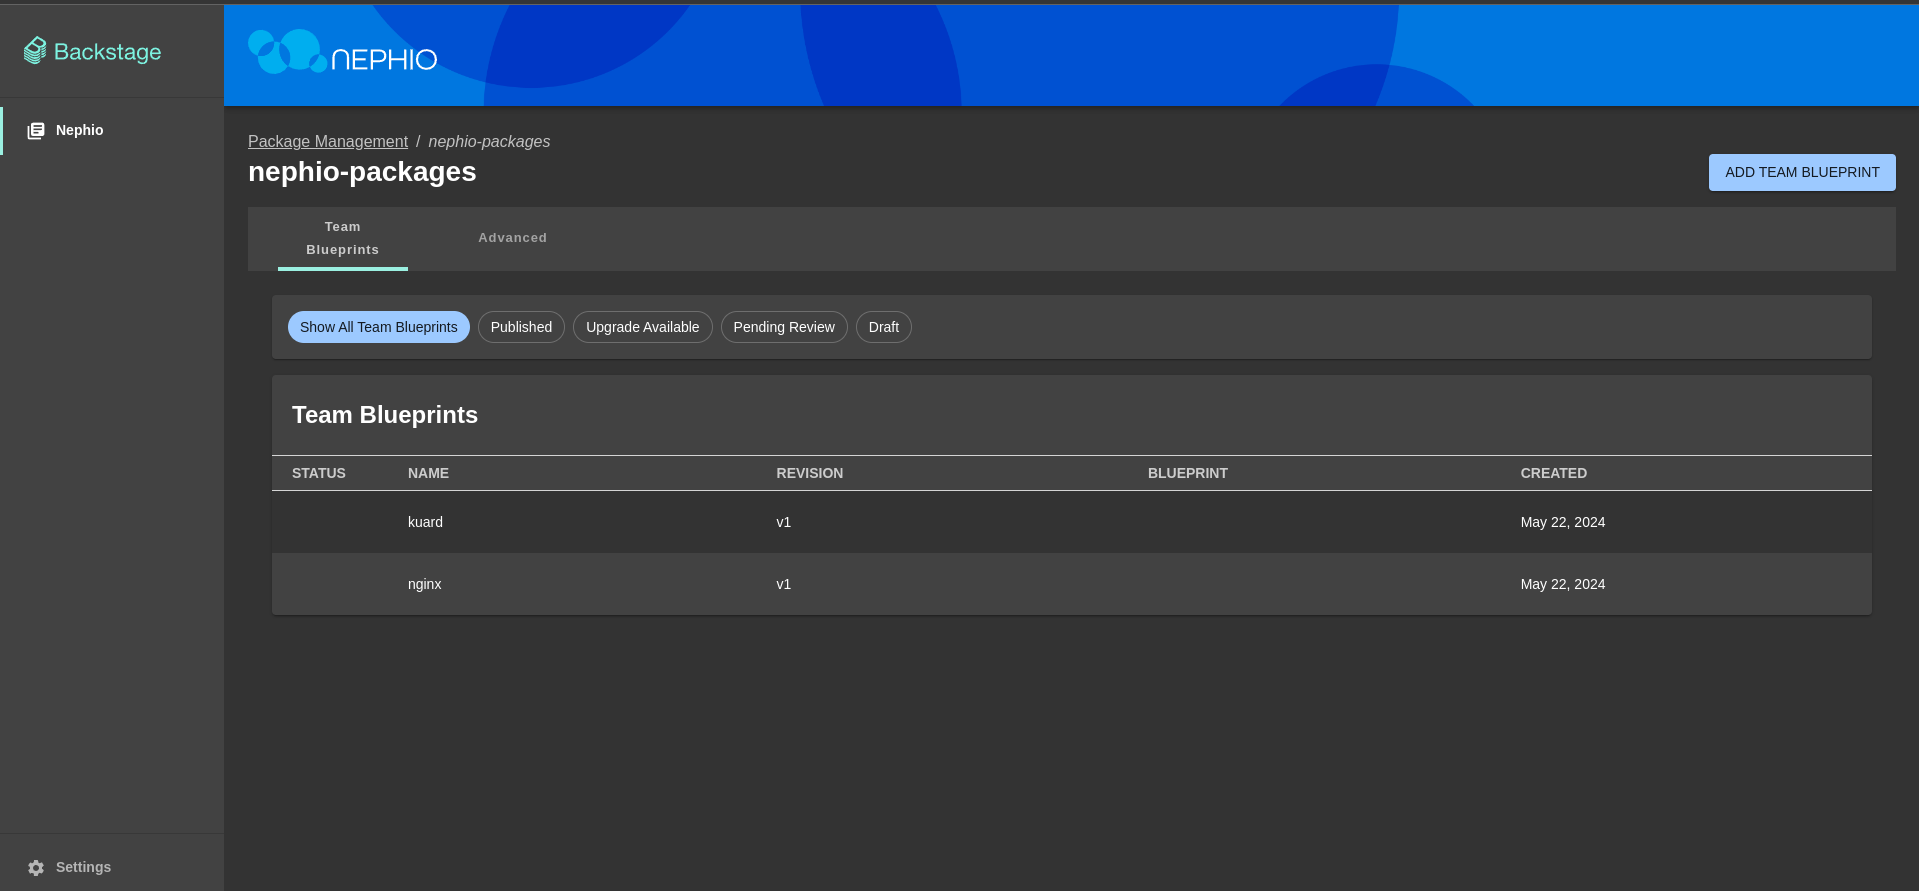 Backstage
NEPHIO
Nephio
Package Management / nephio-packages
nephio-packages
ADD TEAM BLUEPRINT
Team
Blueprints
Advanced
Show All Team Blueprints Published Upgrade Available Pending Review Draft
Team Blueprints
STATUS NAME REVISION BLUEPRINT CREATED
kuard v1 May 22, 2024
nginx v1 May 22, 2024
Settings